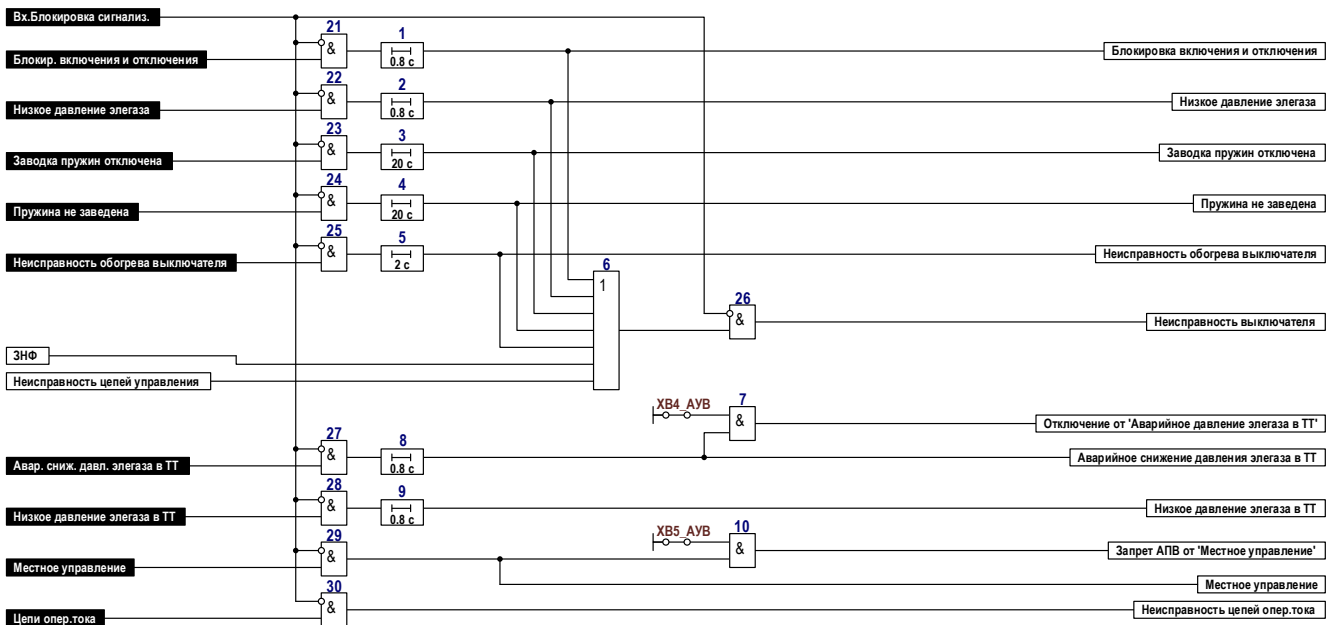 Вх.Блокировка сигнализ.
21
1
&
0.8 с
Блокир. включения и отключения
Блокировка включения и отключения
22
2
&
0.8 с
Низкое давление элегаза
Низкое давление элегаза
23
3
&
20 с
Заводка пружин отключена
Заводка пружин отключена
24
4
&
20 с
Пружина не заведена
Пружина не заведена
25
5
&
2 с
Неисправность обогрева выключателя
Неисправность обогрева выключателя
6
1
26
&
Неисправность выключателя
ЗНФ
Неисправность цепей управления
XB4_АУВ
7
&
Отключение от 'Аварийное давление элегаза в ТТ'
27
8
&
0.8 с
Авар. сниж. давл. элегаза в ТТ
Аварийное снижение давления элегаза в ТТ
28
9
&
0.8 с
Низкое давление элегаза в ТТ
Низкое давление элегаза в ТТ
XB5_АУВ
10
&
Запрет АПВ от 'Местное управление'
29
&
Местное управление
Местное управление
30
&
Цепи опер.тока
Неисправность цепей опер.тока